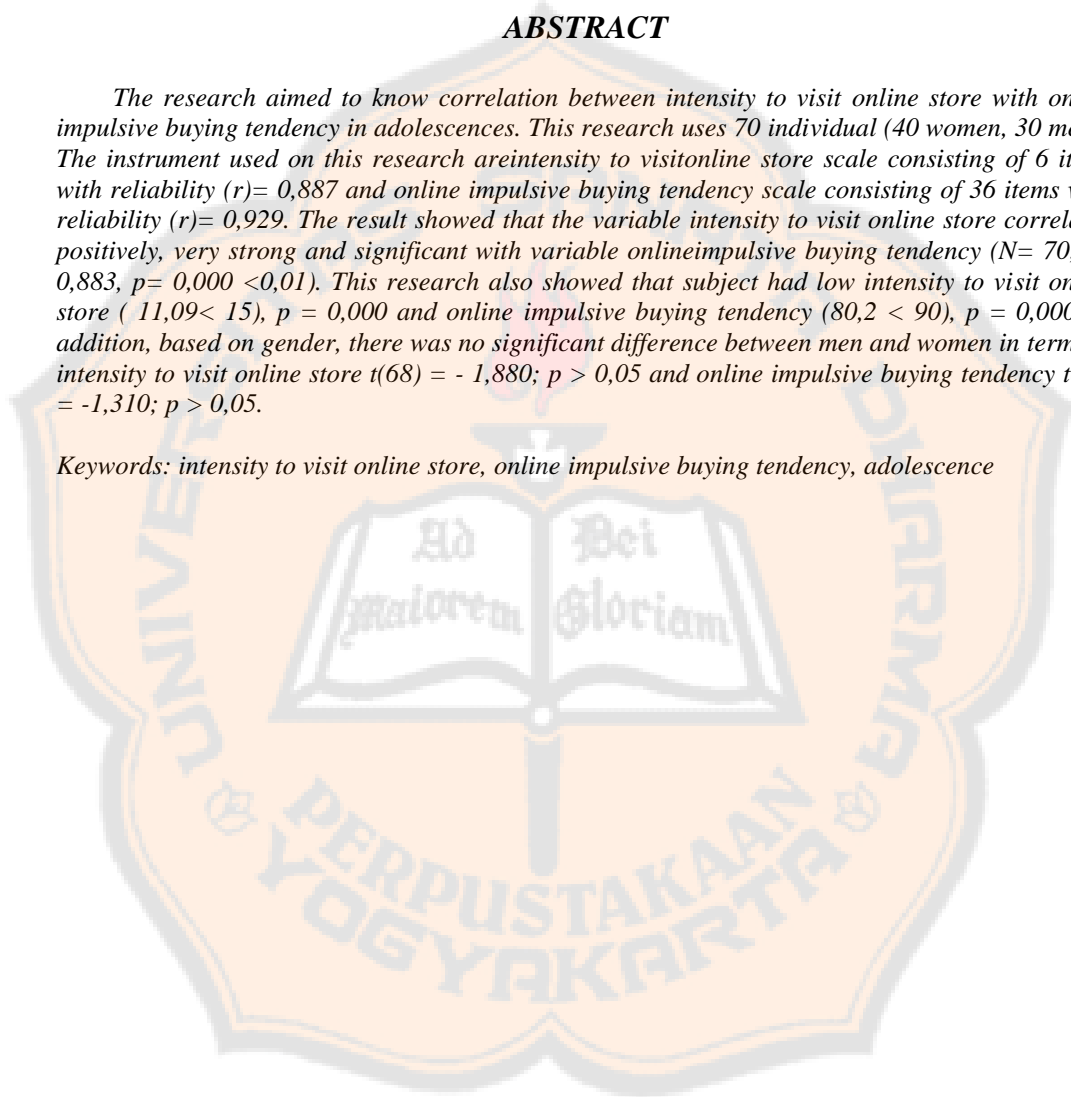 ABSTRACT
The research aimed to know correlation between intensity to visit online store with
impulsive buying tendency in adolescences. This research uses 70 individual (40 women, 30
The instrument used on this research areintensity to visitonline store scale consisting of 6
with reliability (r)= 0,887 and online impulsive buying tendency scale consisting of 36 items
reliability (r)= 0,929. The result showed that the variable intensity to visit online store
positively, very strong and significant with variable onlineimpulsive buying tendency (N= 70,
0,883, p= 0,000 <0,01). This research also showed that subject had low intensity to visit
store ( 11,09< 15), p = 0,000 and online impulsive buying tendency (80,2 < 90), p = 0,000
addition, based on gender, there was no significant difference between men and women in
intensity to visit online store t(68) = - 1,880; p > 0,05 and online impulsive buying tendency
= -1,310; p > 0,05.
Keywords: intensity to visit online store, online impulsive buying tendency, adolescence
UNIVERSITAS SANATA DHARMA
Ad Dei
Maiorem Gloriam
PERPUSTAKAAN
YOGYAKARTA